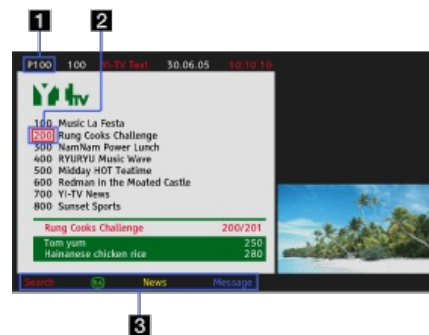 1 2
P100 100 Yi-TV Text 30.06.05 10:10 10
Yi tv
100 Music La Festa
200 Rung Cooks Challenge
300 NamNam Power Lunch
400 RYURYU Music Wave
500 Midday HOT Teatime
600 Redman in the Moated Castle
700 YI-TV News
800 Sunset Sports
Rung Cooks Challenge 200/201
Tom yum 250
Hainanese chicken rice 280
Search News Message
3